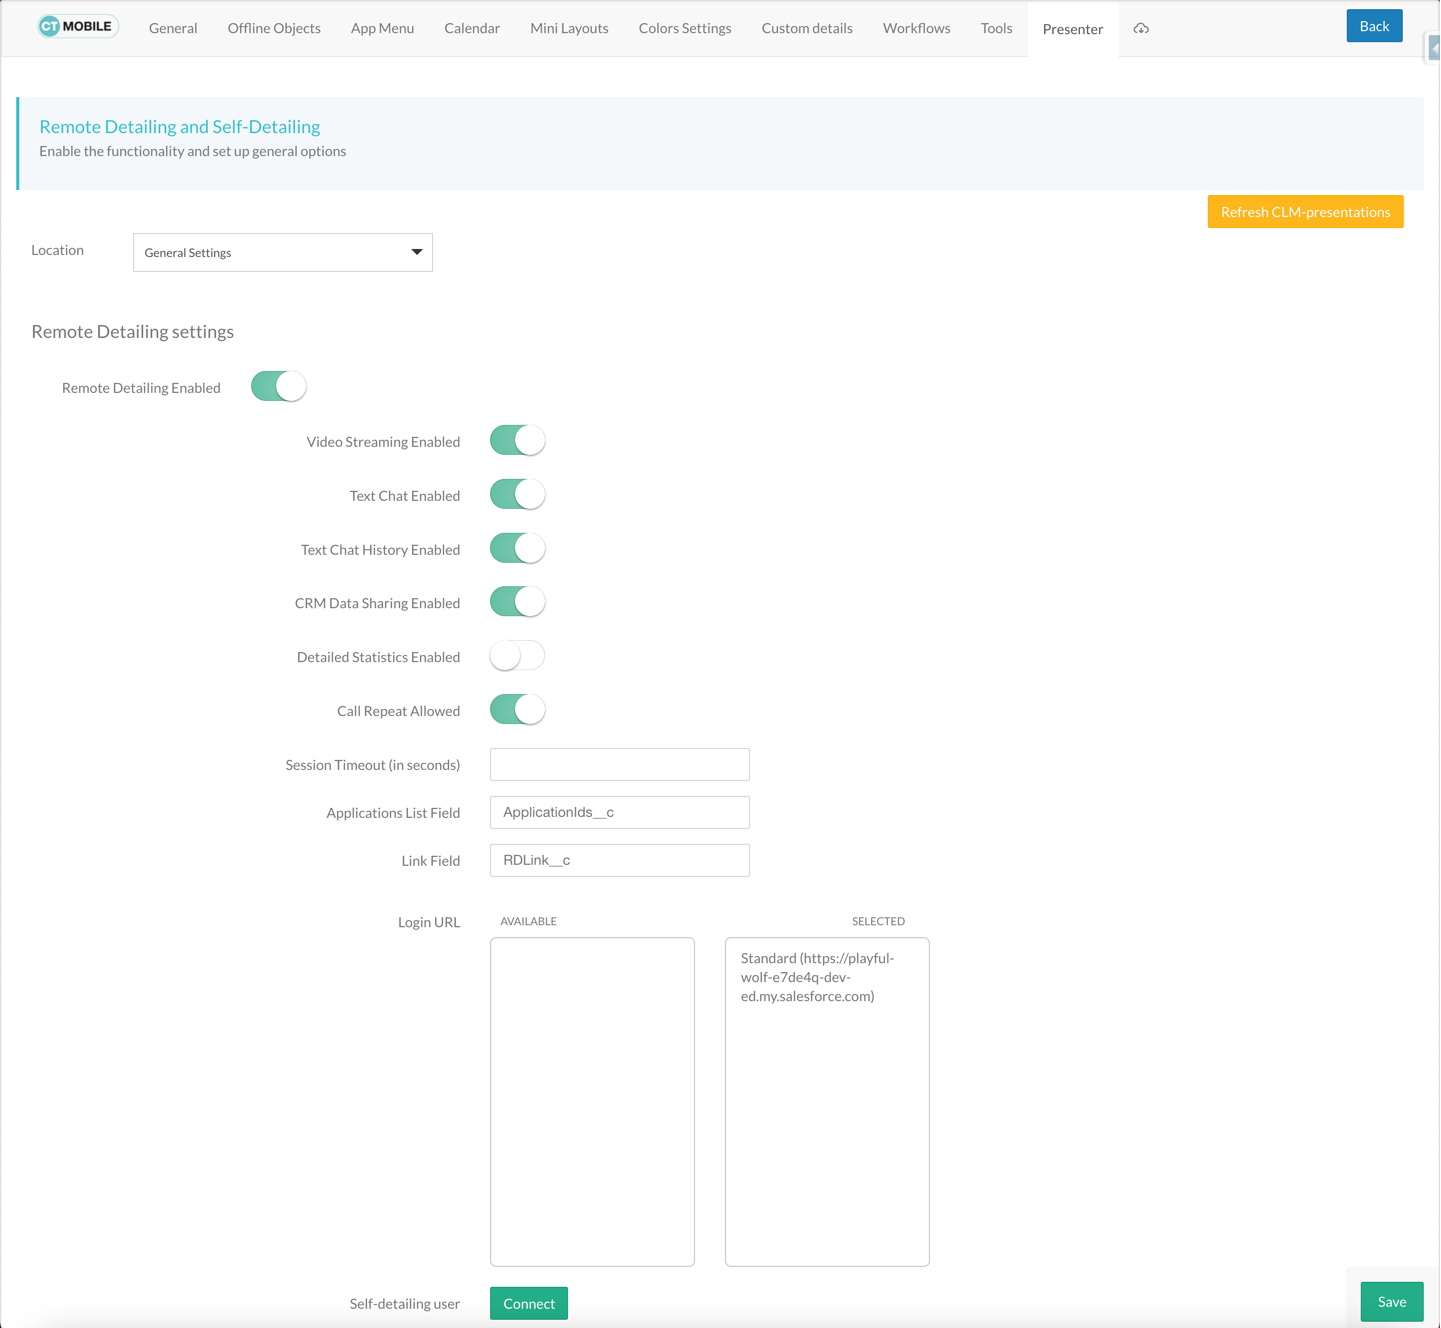 CT MOBILE General Offline Objects App Menu Calendar Mini Layouts Colors Settings Custom details Workflows Tools Presenter Back
Remote Detailing and Self-Detailing
Enable the functionality and set up general options
Refresh CLM-presentations
Location General Settings
Remote Detailing settings
Remote Detailing Enabled
Video Streaming Enabled
Text Chat Enabled
Text Chat History Enabled
CRM Data Sharing Enabled
Detailed Statistics Enabled
Call Repeat Allowed
Session Timeout (in seconds)
Applications List Field ApplicationIds__c
Link Field RDLink__c
Login URL AVAILABLE SELECTED
Standard (https://playful-
wolf-e7de4q-dev-
ed.my.salesforce.com)
Self-detailing user Connect Save